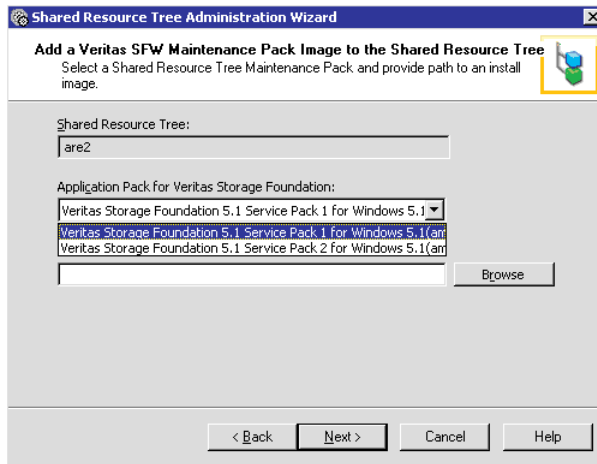 Shared Resource Tree Administration Wizard
Add a Veritas SFW Maintenance Pack Image to the Shared Resource Tree
Select a Shared Resource Tree Maintenance Pack and provide path to an install
image.
Shared Resource Tree:
are2
Application Pack for Veritas Storage Foundation:
Veritas Storage Foundation 5.1 Service Pack 1 for Windows 5.1
Veritas Storage Foundation 5.1 Service Pack 1 for Windows 5.1(am
Veritas Storage Foundation 5.1 Service Pack 2 for Windows 5.1(am
Browse
< Back Next > Cancel Help